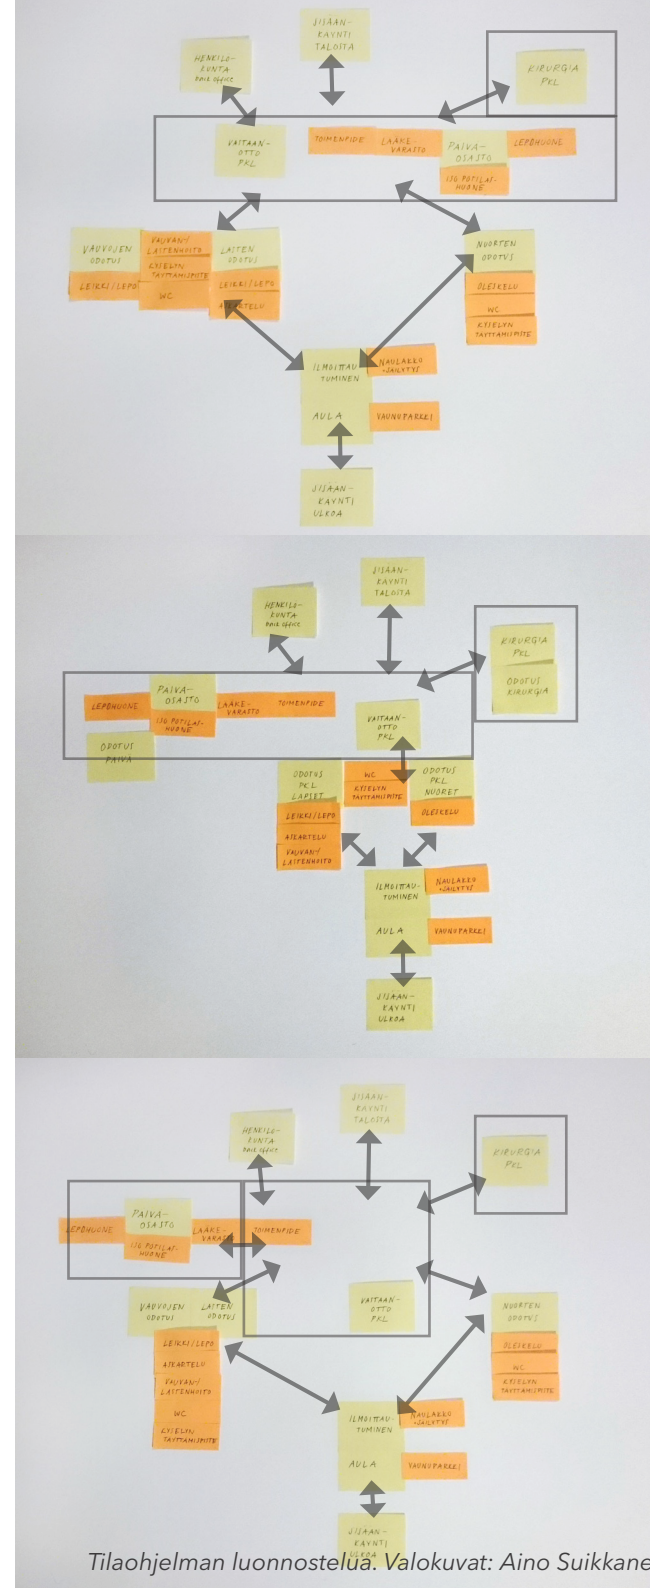 SISÄÄN-
KÄYNTI
TALOSTA
HENKILÖ-
KUNTA
BACK OFFICE
KIRURGIA
PKL
VASTAAN-
OTTO
PKL
TOIMENPIDE
LÄÄKE-
VARASTO
PÄIVÄ-
OSASTO
LEPOHUONE
ISO POTILAS-
HUONE
VAUVOJEN
ODOTUS
LEIKKI/LEPO
VAUVAN/
LASTENHOITO
KYSELYN
TÄYTTÄMISPISTE
WC
LASTEN
ODOTUS
LEIKKI/LEPO
ASKARTELU
NUORTEN
ODOTUS
OLESKELU
WC
KYSELYN
TÄYTTÄMISPISTE
ILMOITTAU-
TUMINEN
AULA
NAULAKKO
+SÄILYTYS
VAUNUPARKKI
SISÄÄN-
KÄYNTI
ULKOA
SISÄÄN-
KÄYNTI
TALOSTA
HENKILÖ-
KUNTA
BACK OFFICE
KIRURGIA
PKL
ODOTUS
KIRURGIA
LEPOHUONE
PÄIVÄ-
OSASTO
ISO POTILAS-
HUONE
LÄÄKE-
VARASTO
TOIMENPIDE
VASTAAN-
OTTO
PKL
ODOTUS
PÄIVÄ
ODOTUS
PKL
LAPSET
LEIKKI/LEPO
ASKARTELU
VAUVAN/
LASTENHOITO
WC
KYSELYN
TÄYTTÄMISPISTE
ODOTUS
PKL
NUORET
OLESKELU
ILMOITTAU-
TUMINEN
AULA
NAULAKKO
+SÄILYTYS
VAUNUPARKKI
SISÄÄN-
KÄYNTI
ULKOA
SISÄÄN-
KÄYNTI
TALOSTA
HENKILÖ-
KUNTA
BACK OFFICE
KIRURGIA
PKL
LEPOHUONE
PÄIVÄ-
OSASTO
ISO POTILAS-
HUONE
LÄÄKE-
VARASTO
TOIMENPIDE
VAUVOJEN
ODOTUS
LASTEN
ODOTUS
LEIKKI/LEPO
ASKARTELU
VAUVAN/
LASTENHOITO
WC
KYSELYN
TÄYTTÄMISPISTE
VASTAAN-
OTTO
PKL
NUORTEN
ODOTUS
OLESKELU
WC
KYSELYN
TÄYTTÄMISPISTE
ILMOITTAU-
TUMINEN
AULA
NAULAKKO
+SÄILYTYS
VAUNUPARKKI
SISÄÄN-
KÄYNTI
ULKOA
Tilaohjelman luonnostelua. Valokuvat: Aino Suikkane